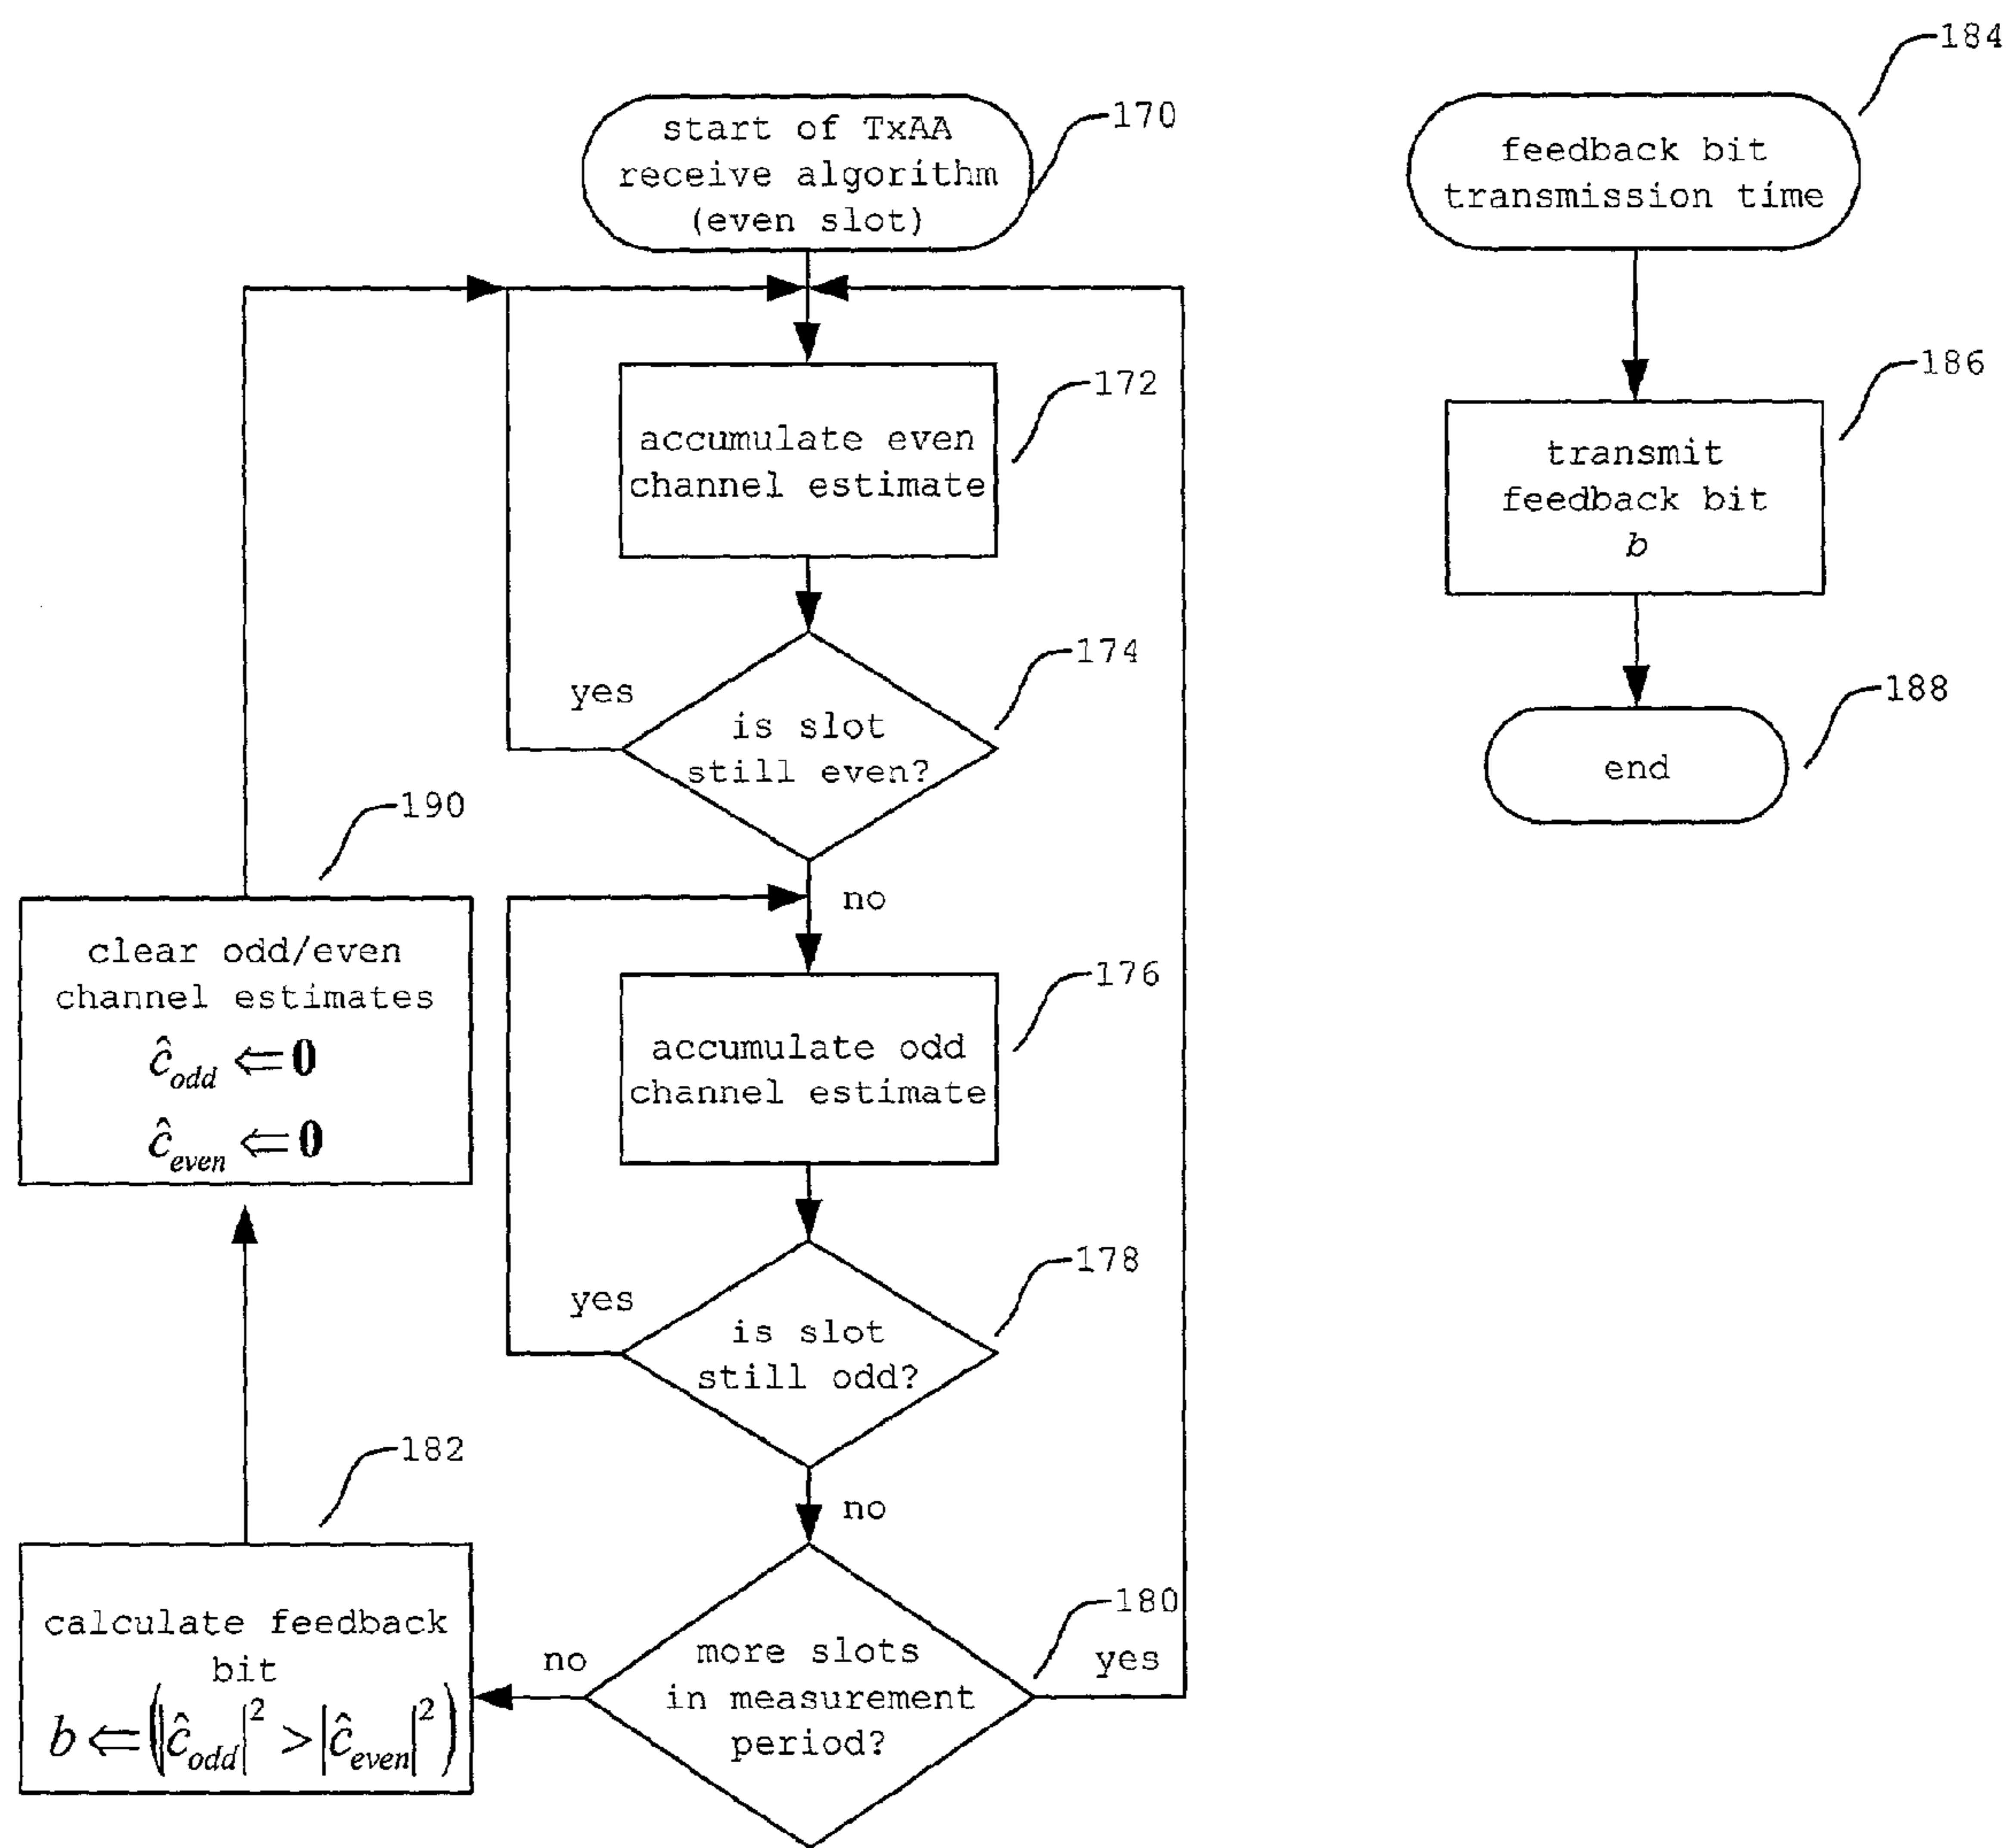 184
start of TxAA
receive algorithm
(even slot)
170
feedback bit
transmission time
accumulate even
channel estimate
172
transmit
feedback bit
b
186
yes
is slot
still even?
174
end
188
no
190
clear odd/even
channel estimates
ĉ_odd ⇐ 0
ĉ_even ⇐ 0
accumulate odd
channel estimate
176
yes
is slot
still odd?
178
no
182
calculate feedback
bit
b ⇐ (|ĉ_odd|² > |ĉ_even|²)
no
more slots
in measurement
period?
yes
180